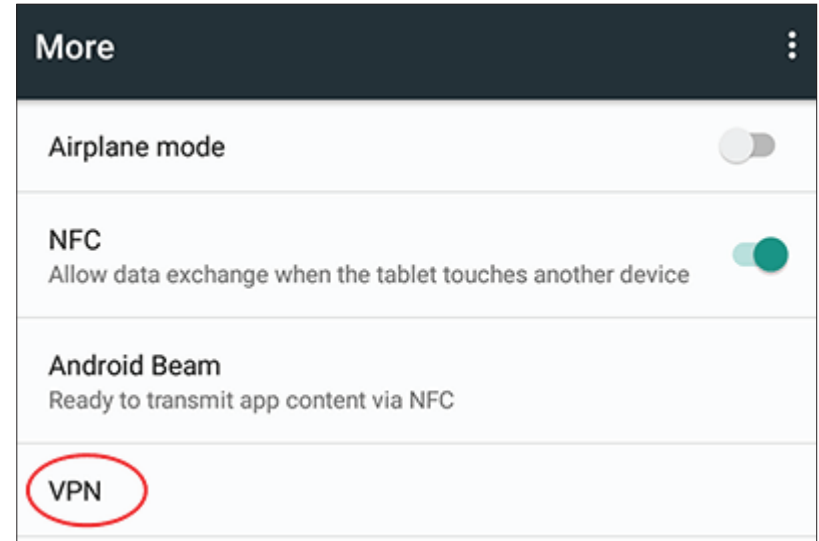 More
Airplane mode
NFC
Allow data exchange when the tablet touches another device
Android Beam
Ready to transmit app content via NFC
VPN